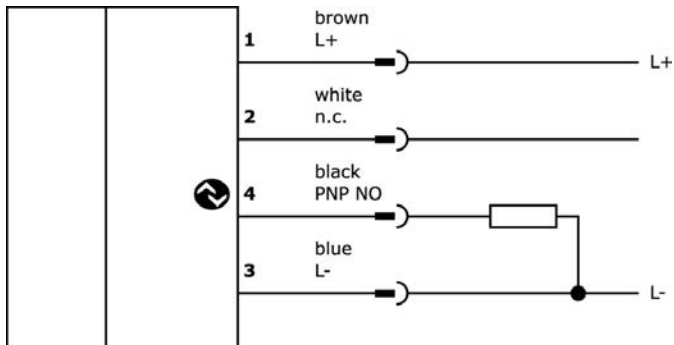 brown
1 L+
L+
white
2 n.c.
black
4 PNP NO
blue
3 L-
L-